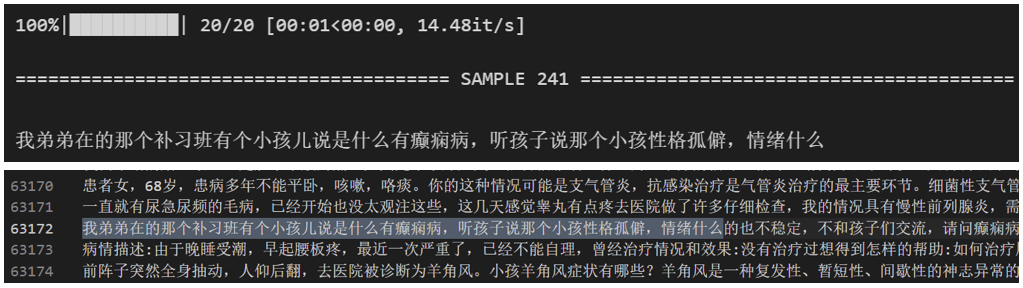 100%|██████████| 20/20 [00:01<00:00, 14.48it/s]
======================================== SAMPLE 241 ========================================
我弟弟在的那个补习班有个小孩儿说是什么有癫痫病，听孩子说那个小孩性格孤僻，情绪什么
63170 患者女，68岁，患病多年不能平卧，咳嗽，咯痰。你的这种情况可能是支气管炎，抗感染治疗是气管炎治疗的最主要环节。细菌性支气管
63171 一直就有尿急尿频的毛病，已经开始也没太观注这些，这几天感觉睾丸有点疼去医院做了许多仔细检查，我的情况具有慢性前列腺炎，需
63172 我弟弟在的那个补习班有个小孩儿说是什么有癫痫病，听孩子说那个小孩性格孤僻，情绪什么的也不稳定，不和孩子们交流，请问癫痫病
63173 病情描述:由于晚睡受潮，早起腰板疼，最近一次严重了，已经不能自理，曾经治疗情况和效果:没有治疗过想得到怎样的帮助:如何治疗
63174 前阵子突然全身抽动，人仰后翻，去医院被诊断为羊角风。小孩羊角风症状有哪些？羊角风是一种复发性、暂短性、间歇性的神志异常的